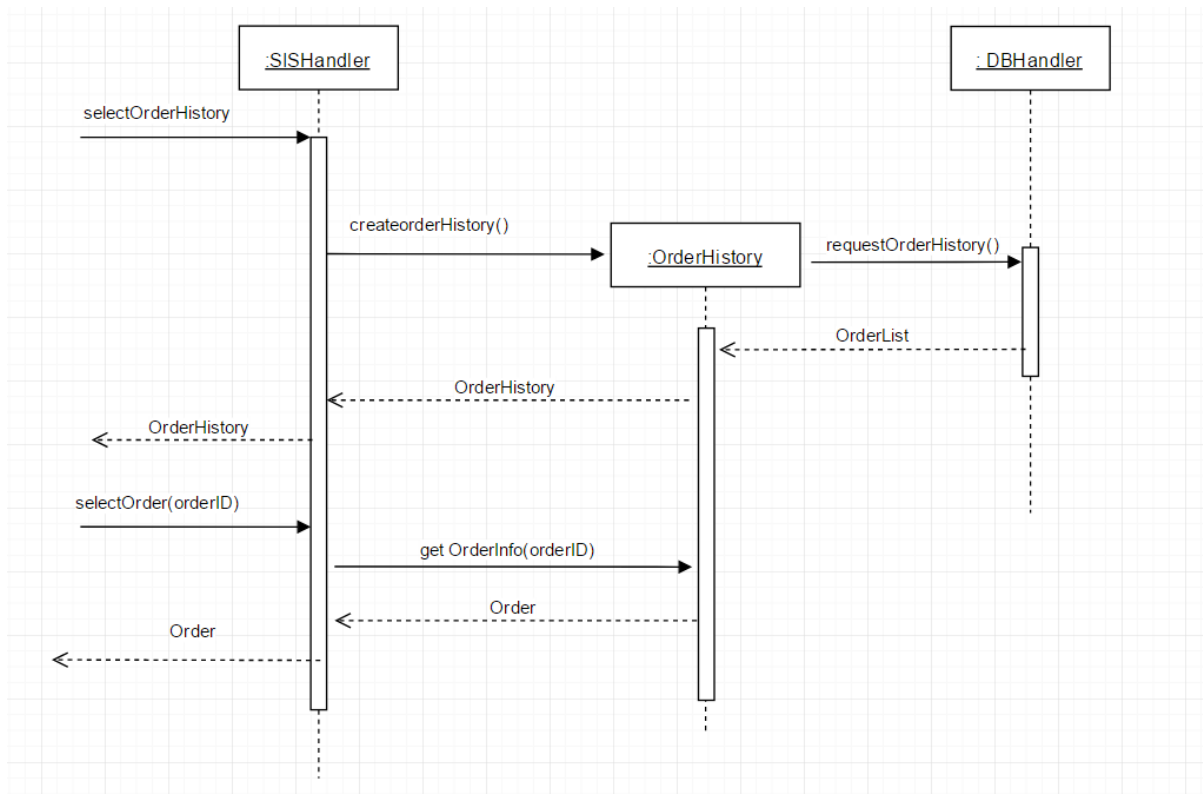 :SISHandler
: DBHandler
selectOrderHistory
createorderHistory()
:OrderHistory
requestOrderHistory()
OrderList
OrderHistory
OrderHistory
selectOrder(orderID)
get OrderInfo(orderID)
Order
Order